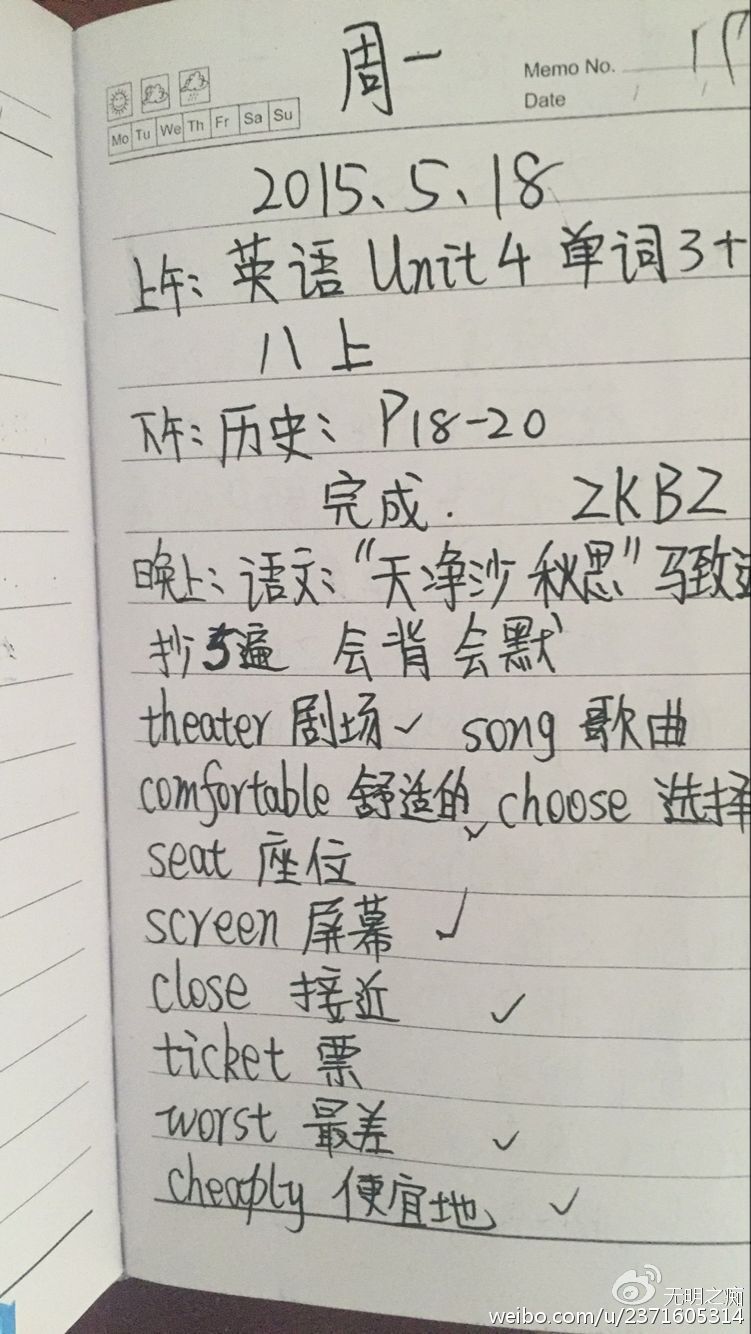 周一
Memo No.
Date / /
Mo Tu We Th Fr Sa Su
2015、5、18
上午: 英语 Unit 4 单词3+
八上
下午: 历史: P18-20
完成. ZKBZ
晚上: 语文: "天净沙 秋思" 马致远
抄5遍 会背 会默
theater 剧场✓ song 歌曲
comfortable 舒适的✓ choose 选择
seat 座位
screen 屏幕 ✓
close 接近 ✓
ticket 票
worst 最差 ✓
cheaply 便宜地 ✓
无明之痴
weibo.com/u/2371605314